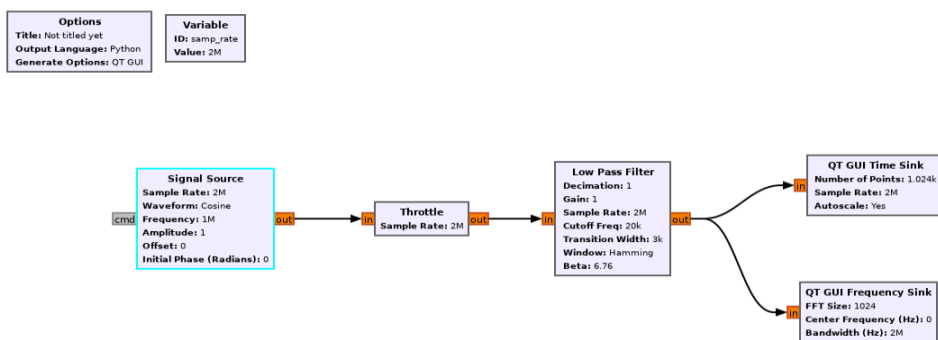 Options
Title: Not titled yet
Output Language: Python
Generate Options: QT GUI
Variable
ID: samp_rate
Value: 2M
Signal Source
Sample Rate: 2M
Waveform: Cosine
Frequency: 1M
Amplitude: 1
Offset: 0
Initial Phase (Radians): 0
cmd
out
in
Throttle
Sample Rate: 2M
out
in
Low Pass Filter
Decimation: 1
Gain: 1
Sample Rate: 2M
Cutoff Freq: 20k
Transition Width: 3k
Window: Hamming
Beta: 6.76
out
in
QT GUI Time Sink
Number of Points: 1.024k
Sample Rate: 2M
Autoscale: Yes
in
QT GUI Frequency Sink
FFT Size: 1024
Center Frequency (Hz): 0
Bandwidth (Hz): 2M